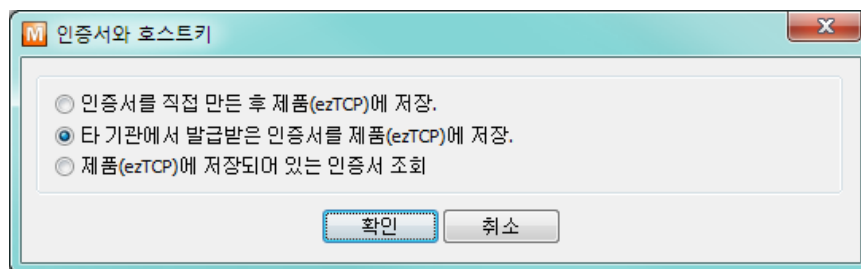 M 인증서와 호스트키
인증서를 직접 만든 후 제품(ezTCP)에 저장.
타 기관에서 발급받은 인증서를 제품(ezTCP)에 저장.
제품(ezTCP)에 저장되어 있는 인증서 조회
확인 취소